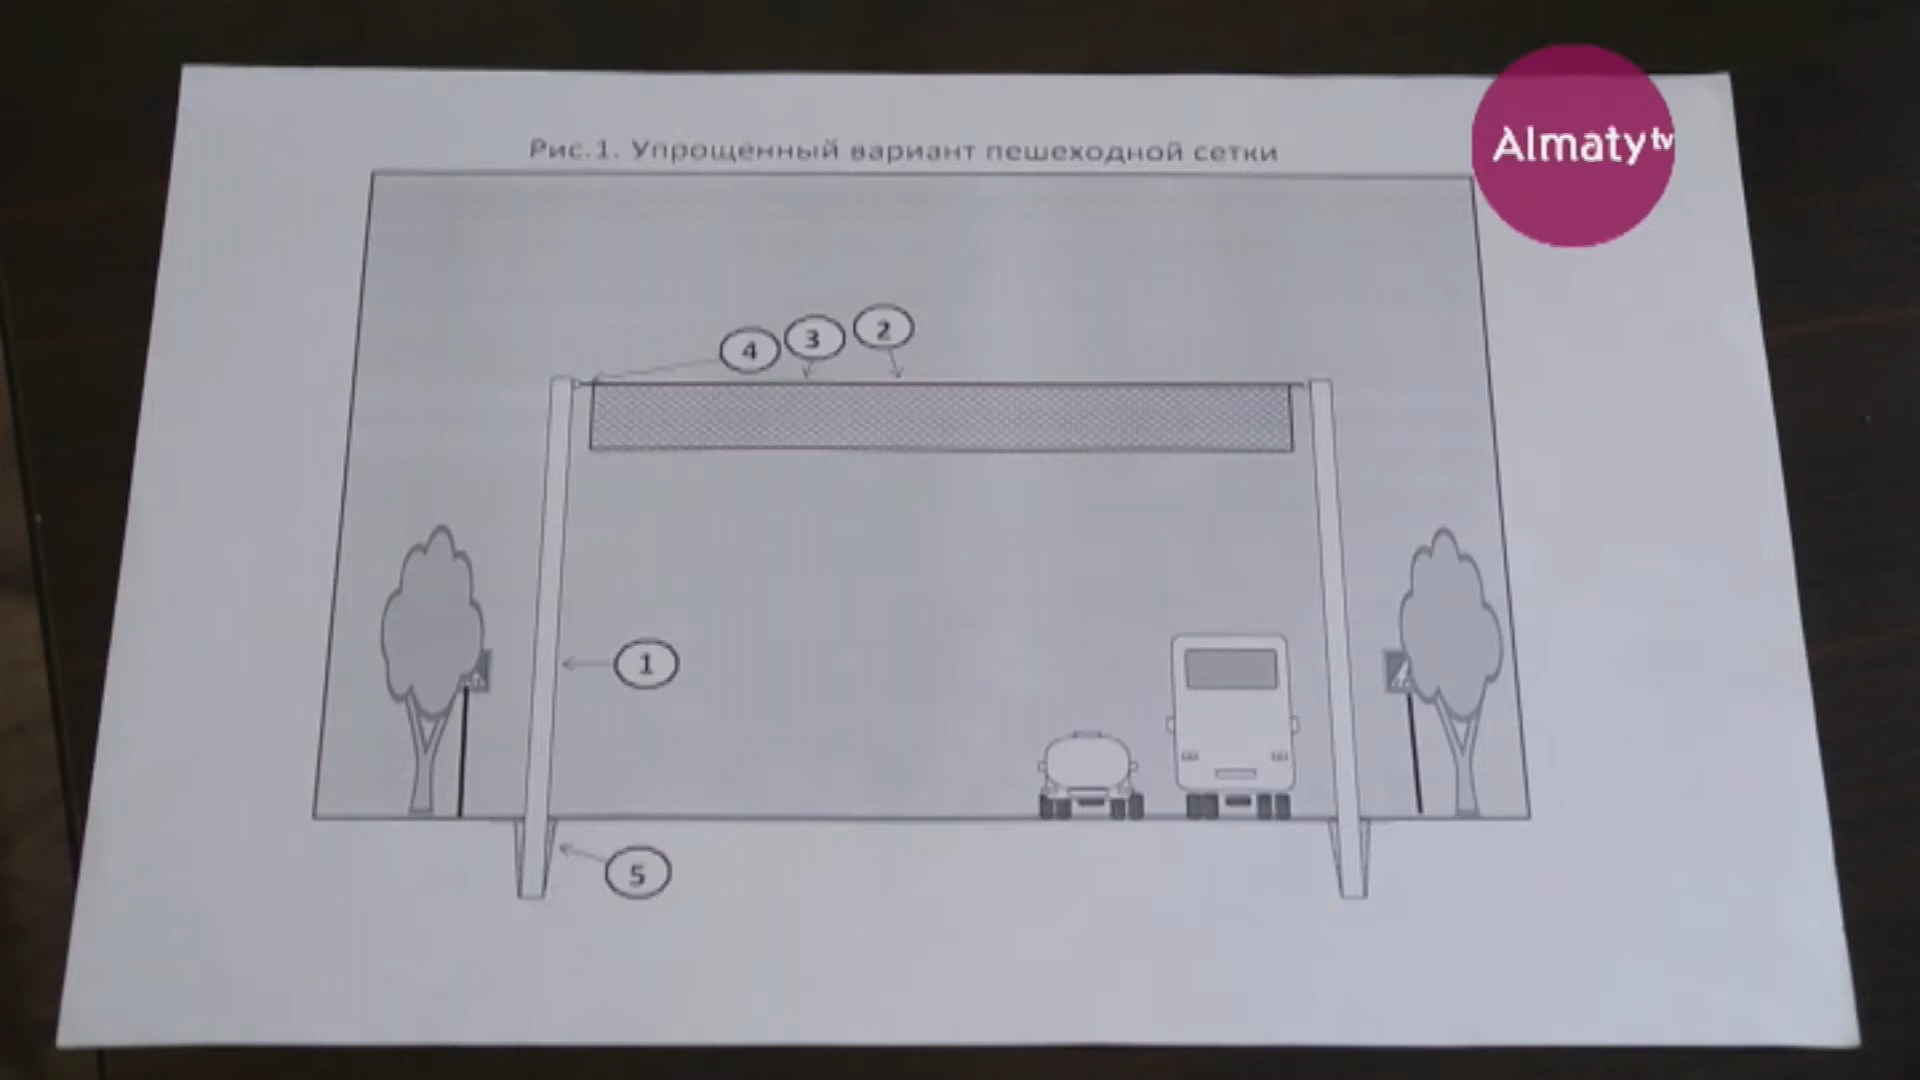 Рис.1. Упрощенный вариант пешеходной сетки
Almaty tv
4 3 2
1
5